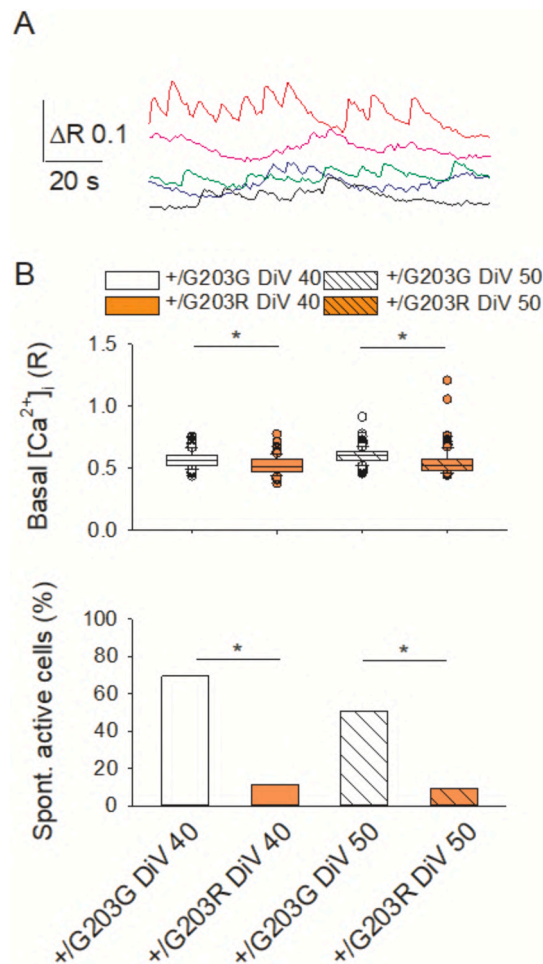 A
ΔR 0.1
20 s
B
+/G203G DiV 40 +/G203G DiV 50
+/G203R DiV 40 +/G203R DiV 50
* *
Basal [Ca²⁺]ᵢ (R)
1.5
1.0
0.5
0.0
* *
Spont. active cells (%)
100
80
60
40
20
0
+/G203G DiV 40
+/G203R DiV 40
+/G203G DiV 50
+/G203R DiV 50